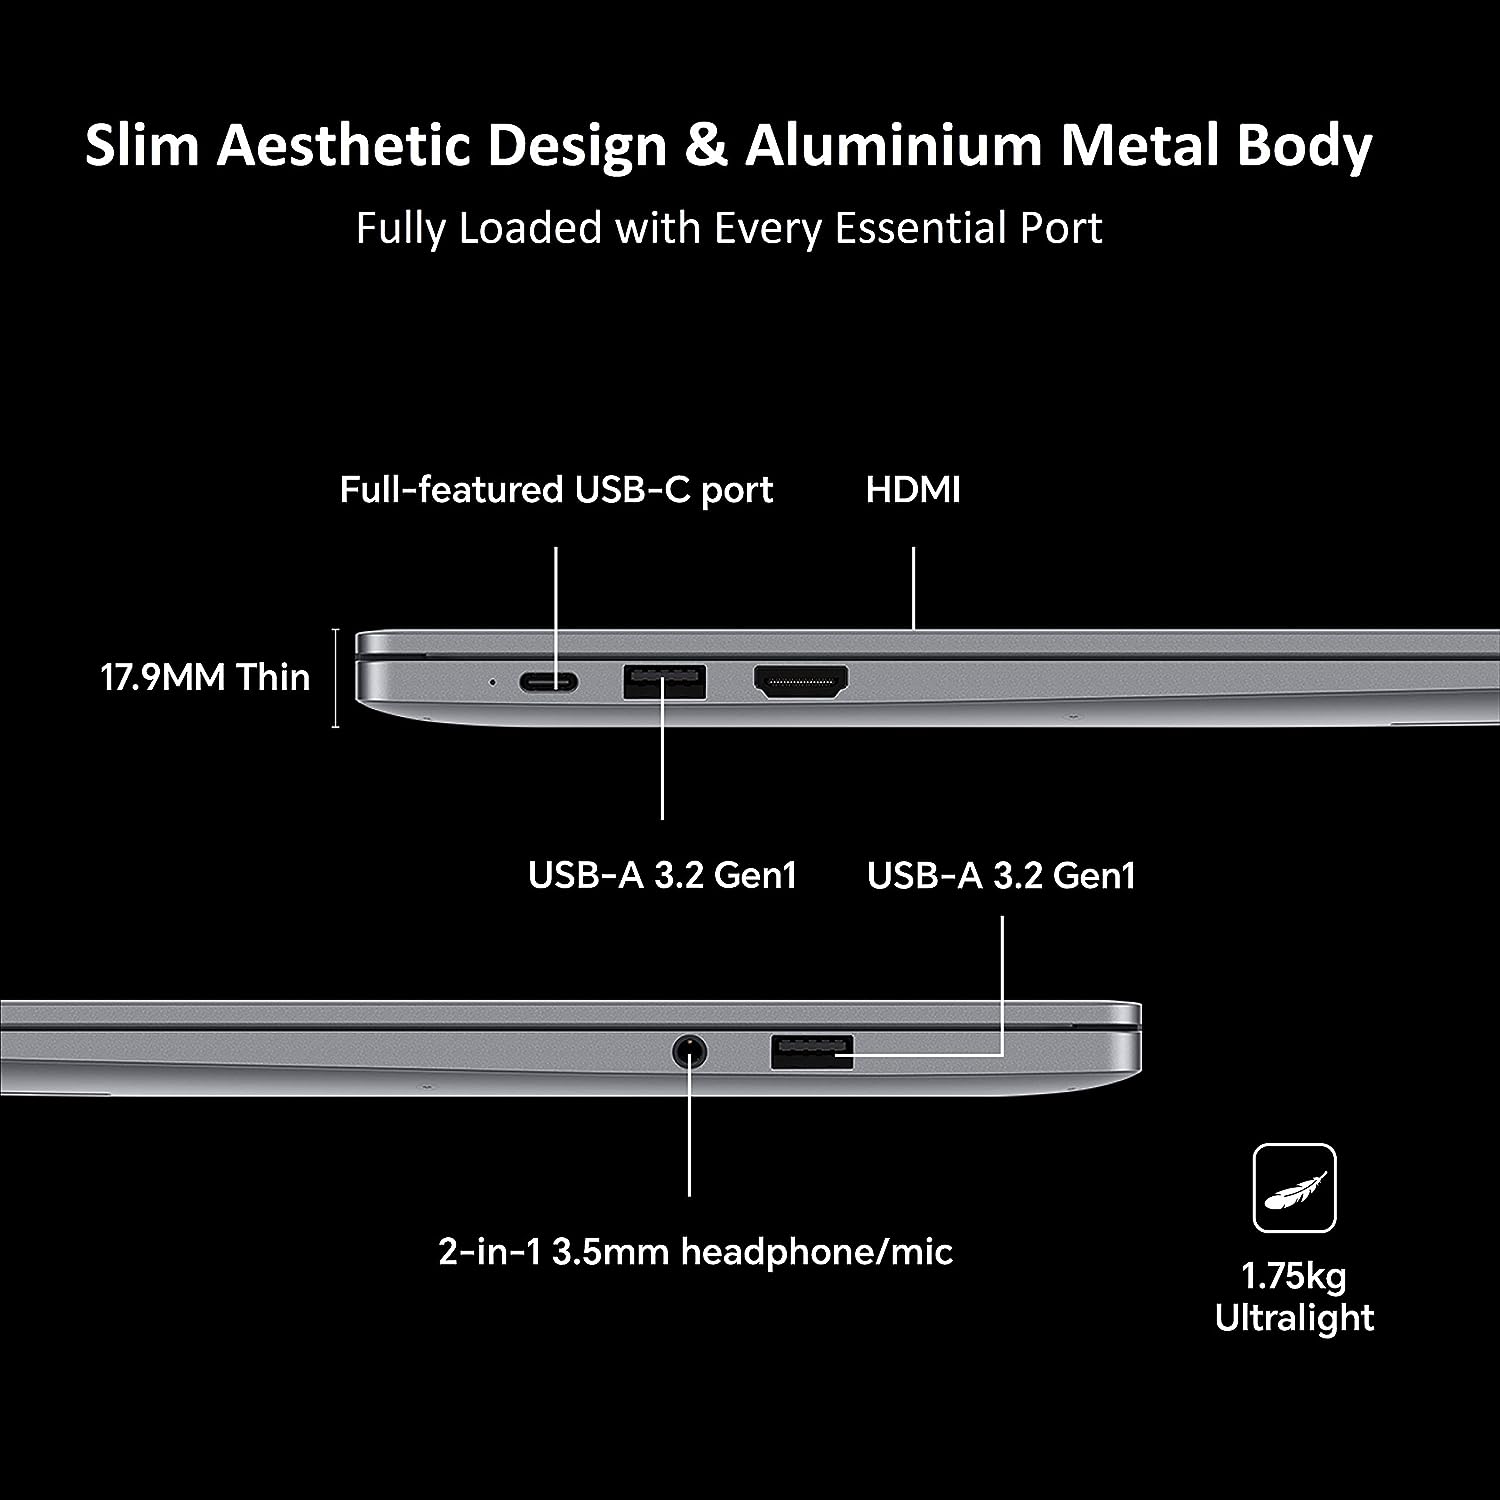 Slim Aesthetic Design & Aluminium Metal Body
Fully Loaded with Every Essential Port
Full-featured USB-C port
HDMI
17.9MM Thin
USB-A 3.2 Gen1
USB-A 3.2 Gen1
2-in-1 3.5mm headphone/mic
1.75kg
Ultralight